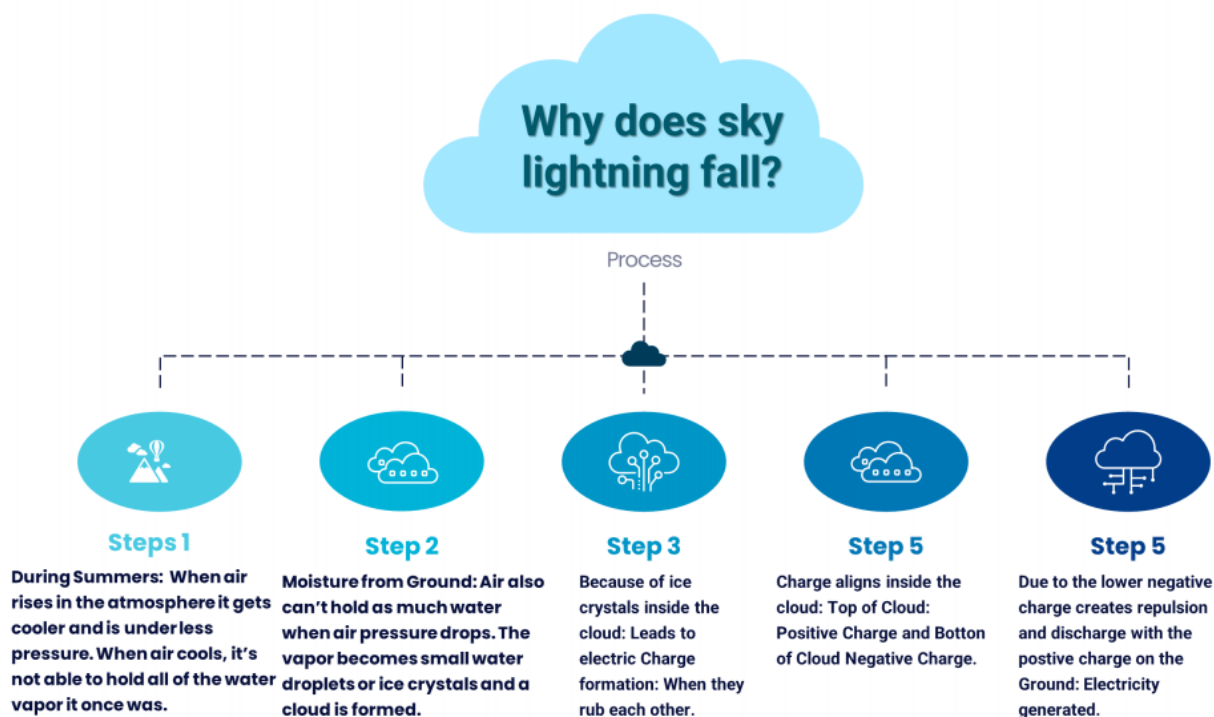 Why does sky
lightning fall?
Process
Steps 1
During Summers: When air
rises in the atmosphere it gets
cooler and is under less
pressure. When air cools, it's
not able to hold all of the water
vapor it once was.
Step 2
Moisture from Ground: Air also
can't hold as much water
when air pressure drops. The
vapor becomes small water
droplets or ice crystals and a
cloud is formed.
Step 3
Because of ice
crystals inside the
cloud: Leads to
electric Charge
formation: When they
rub each other.
Step 5
Charge aligns inside the
cloud: Top of Cloud:
Positive Charge and Botton
of Cloud Negative Charge.
Step 5
Due to the lower negative
charge creates repulsion
and discharge with the
postive charge on the
Ground: Electricity
generated.